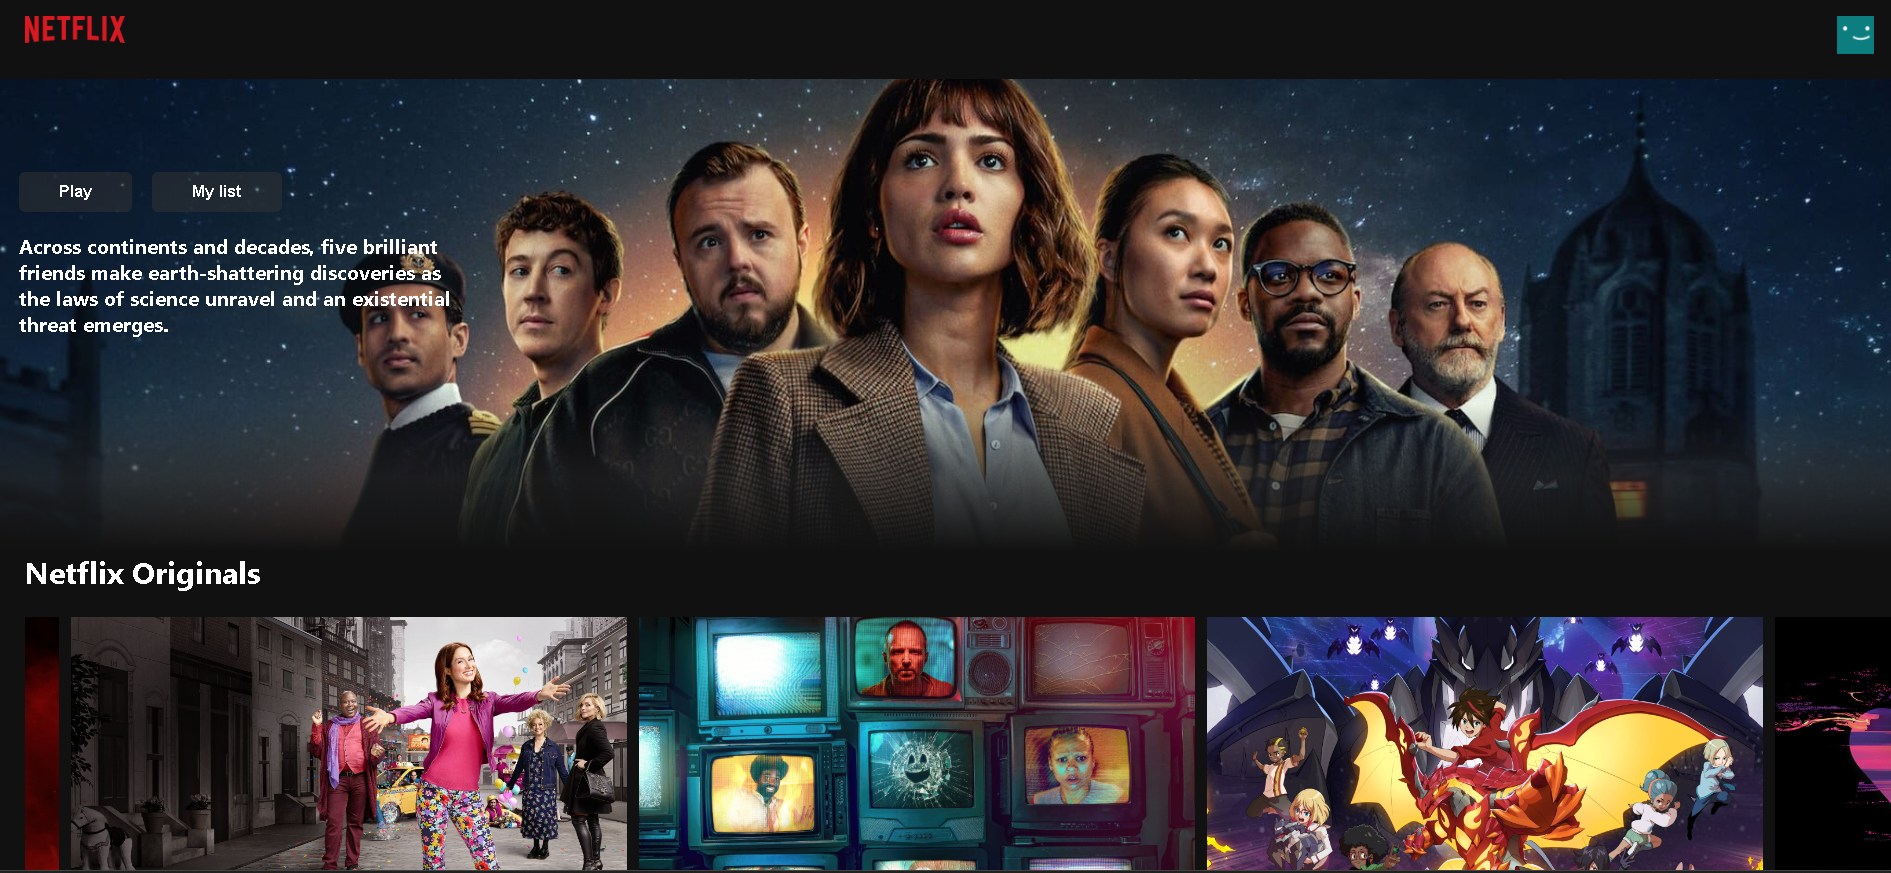 NETFLIX
Play
My list
Across continents and decades, five brilliant
friends make earth-shattering discoveries as
the laws of science unravel and an existential
threat emerges.
Netflix Originals